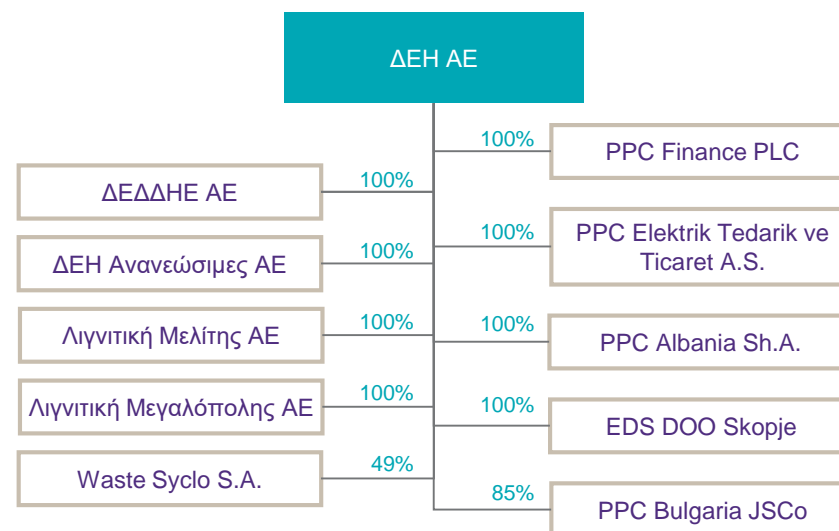 ΔΕΗ ΑΕ
100%
ΔΕΔΔΗΕ ΑΕ
100%
ΔΕΗ Ανανεώσιμες ΑΕ
100%
Λιγνιτική Μελίτης ΑΕ
100%
Λιγνιτική Μεγαλόπολης ΑΕ
49%
Waste Syclo S.A.
100%
PPC Finance PLC
100%
PPC Elektrik Tedarik ve
Ticaret A.S.
100%
PPC Albania Sh.A.
100%
EDS DOO Skopje
85%
PPC Bulgaria JSCo